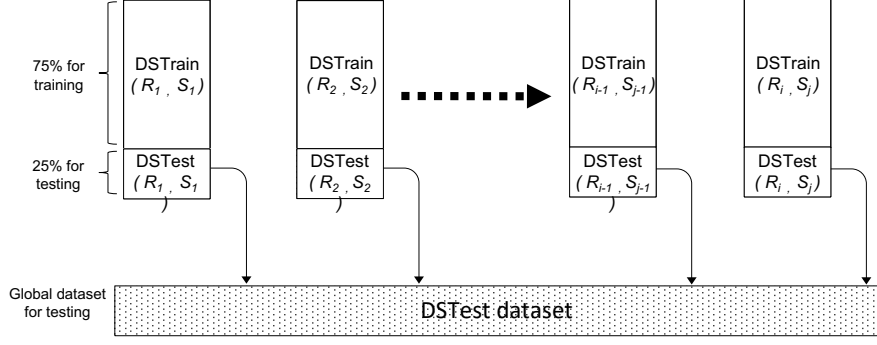 75% for
training
DSTrain
( R1 , S1)
DSTrain
( R2 , S2)
DSTrain
( Ri-1 , Sj-1)
DSTrain
( Ri , Sj)
25% for
testing
DSTest
( R1 , S1
)
DSTest
( R2 , S2
)
DSTest
( Ri-1 , Sj-1
)
DSTest
( Ri , Sj)
Global dataset
for testing
DSTest dataset